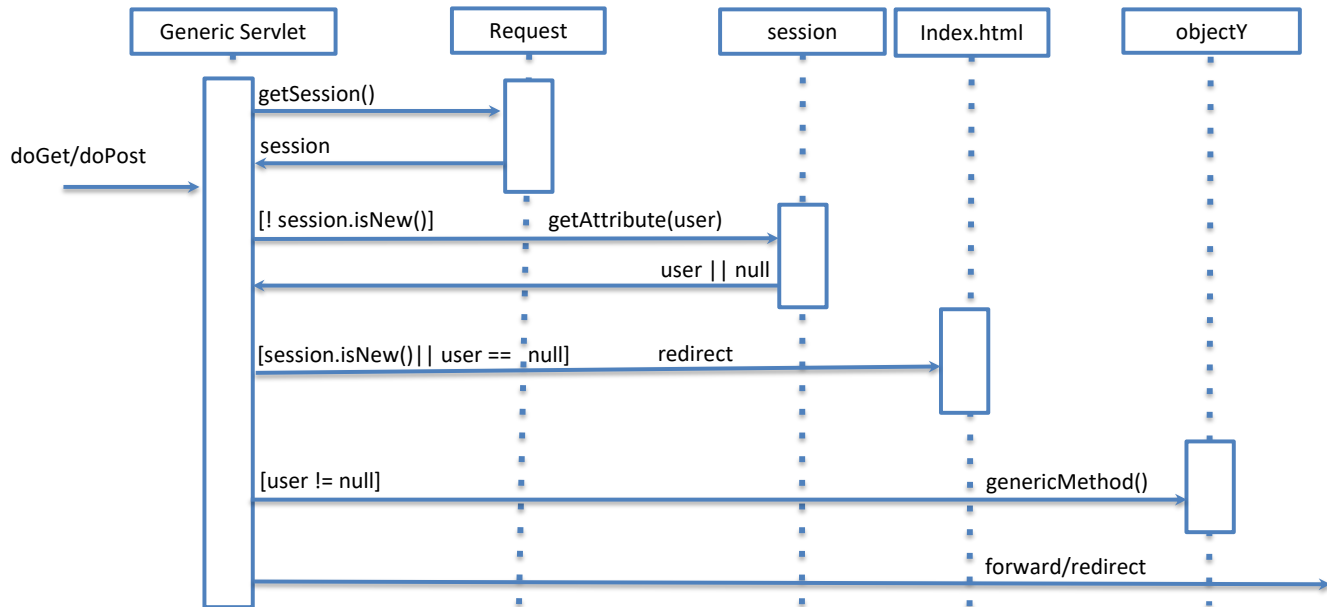 Generic Servlet
Request
session
Index.html
objectY
getSession()
session
doGet/doPost
[! session.isNew()]
getAttribute(user)
user || null
[session.isNew()|| user == null]
redirect
[user != null]
genericMethod()
forward/redirect